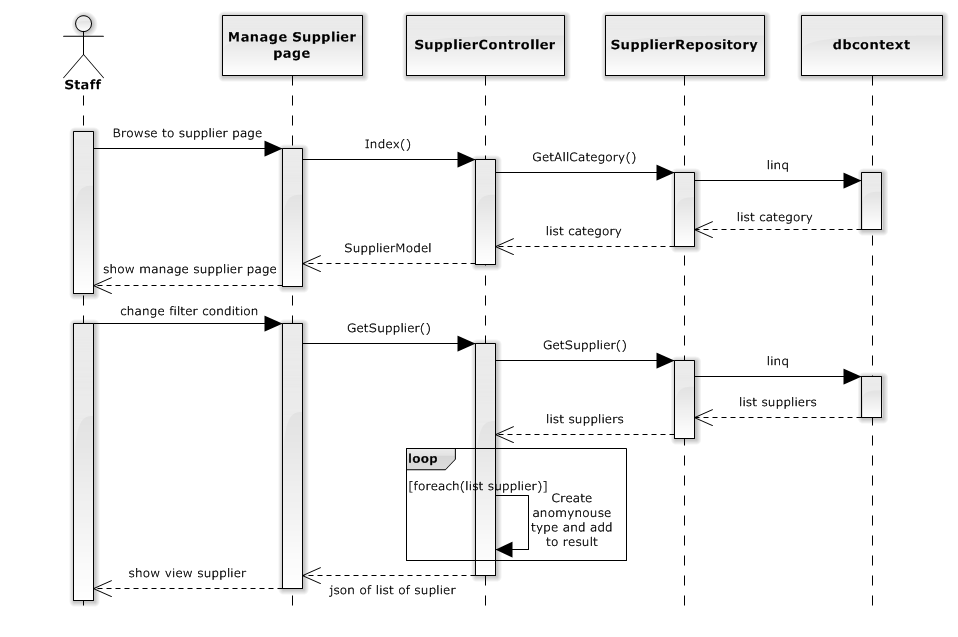 Staff
Manage Supplier
page
SupplierController
SupplierRepository
dbcontext
Browse to supplier page
Index()
GetAllCategory()
linq
list category
list category
SupplierModel
show manage supplier page
change filter condition
GetSupplier()
GetSupplier()
linq
list suppliers
list suppliers
loop
[foreach(list supplier)]
Create
anomynouse
type and add
to result
show view supplier
json of list of suplier